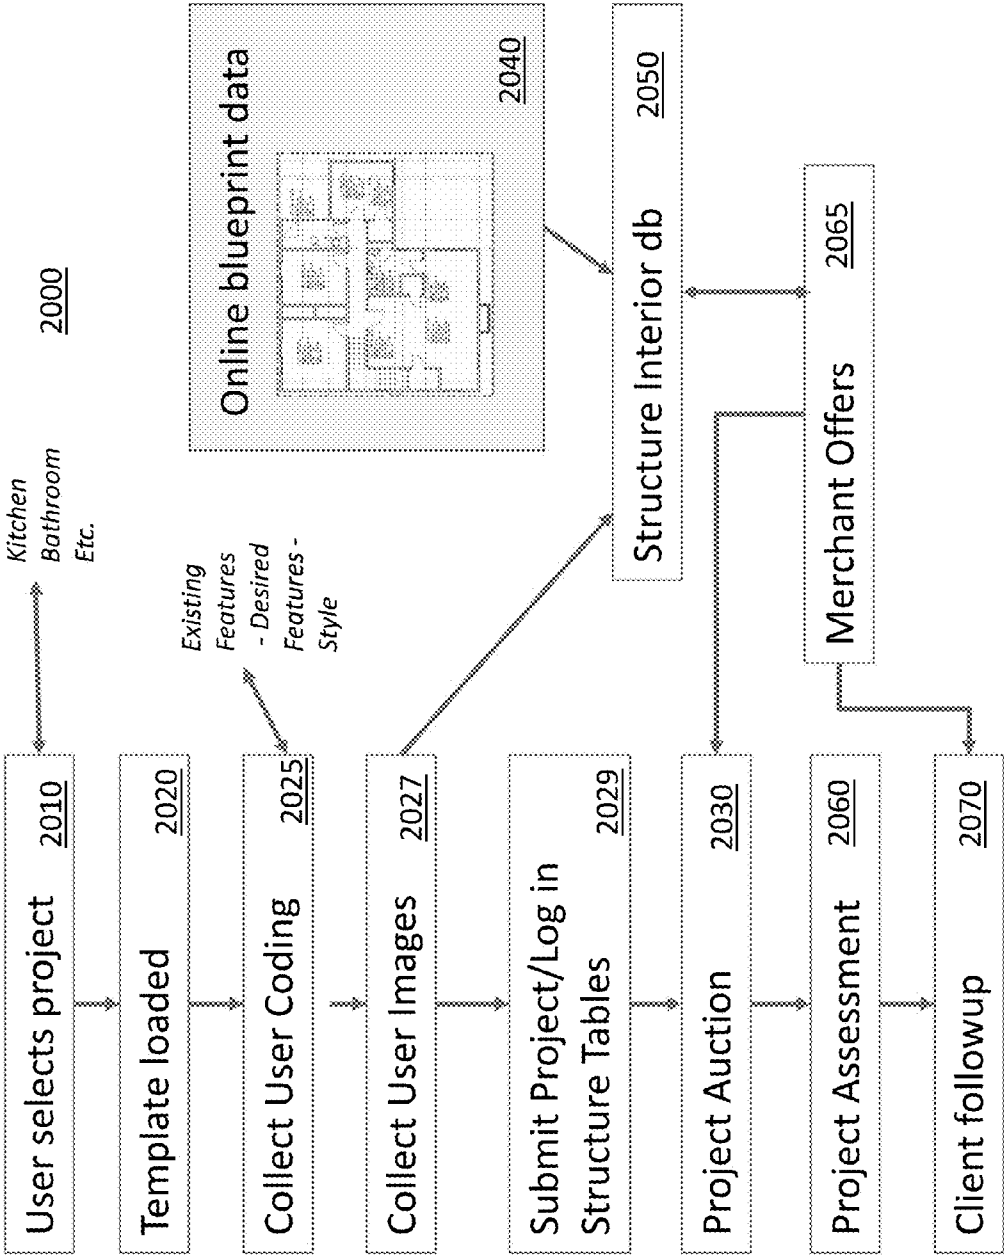 2000
User selects project 2010
Kitchen
Bathroom
Etc.
Template loaded 2020
Collect User Coding 2025
Existing
Features
- Desired
Features -
Style
Collect User Images 2027
Submit Project/Log in
Structure Tables 2029
Project Auction 2030
Project Assessment 2060
Client followup 2070
Online blueprint data
2040
Structure Interior db 2050
Merchant Offers 2065